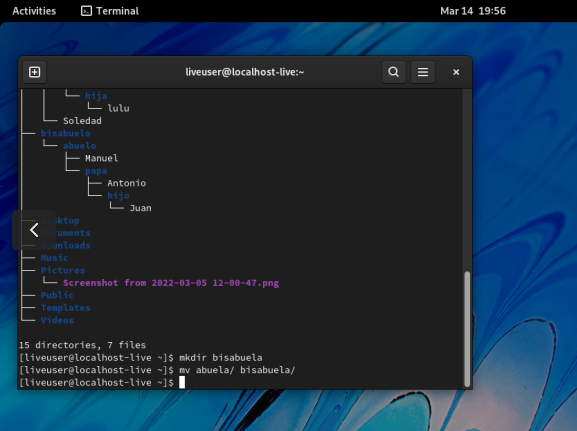 Activities Terminal Mar 14 19:56
liveuser@localhost-live:~
hija
lulu
Soledad
bisabuelo
abuelo
Manuel
papa
Antonio
hijo
Juan
Music
Pictures
Screenshot from 2022-03-05 12-00-47.png
Public
Templates
Videos
15 directories, 7 files
[liveuser@localhost-live ~]$ mkdir bisabuela
[liveuser@localhost-live ~]$ mv abuela/ bisabuela/
[liveuser@localhost-live ~]$